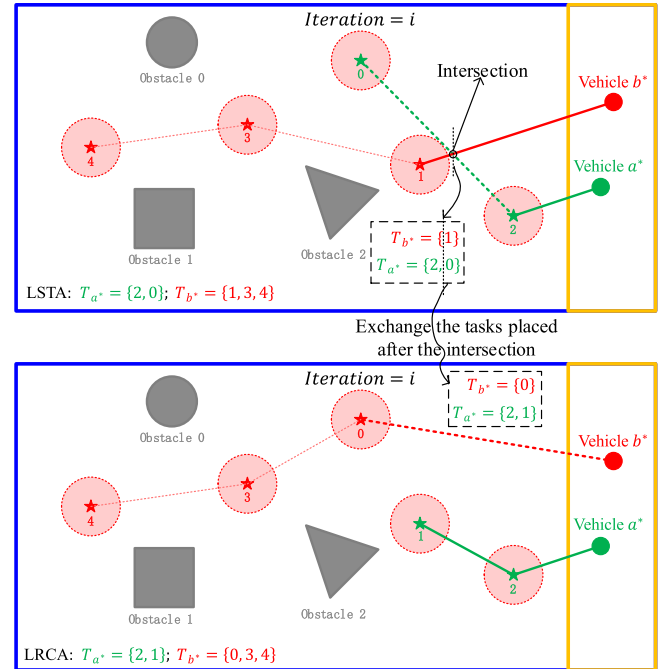 Iteration = i
Obstacle 0
0
Intersection
Vehicle b*
3
4
1
Vehicle a*
2
Obstacle 1
Obstacle 2
T_b* = {1}
T_a* = {2,0}
LSTA: T_a* = {2,0}; T_b* = {1,3,4}
Exchange the tasks placed
after the intersection
Iteration = i
T_b* = {0}
T_a* = {2,1}
Obstacle 0
0
Vehicle b*
3
4
1
Vehicle a*
2
Obstacle 1
Obstacle 2
LRCA: T_a* = {2,1}; T_b* = {0,3,4}